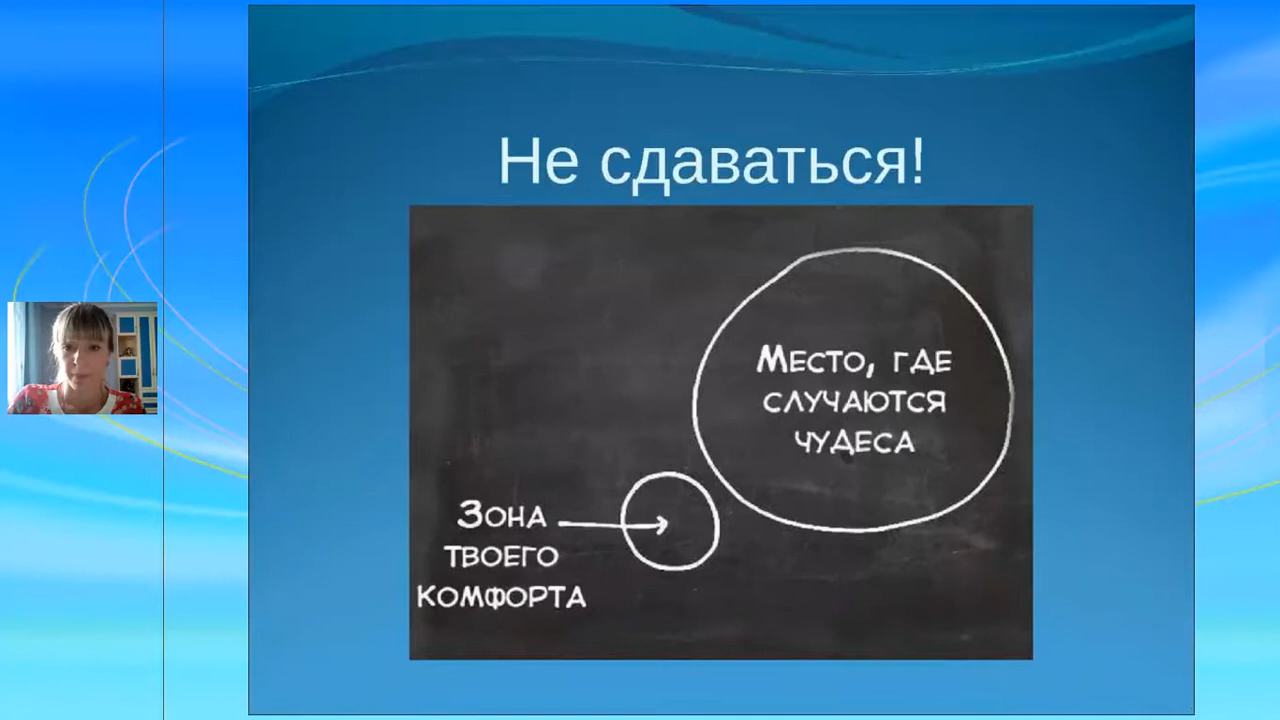 Не сдаваться!
Место, где
случаются
чудеса
Зона
твоего
комфорта